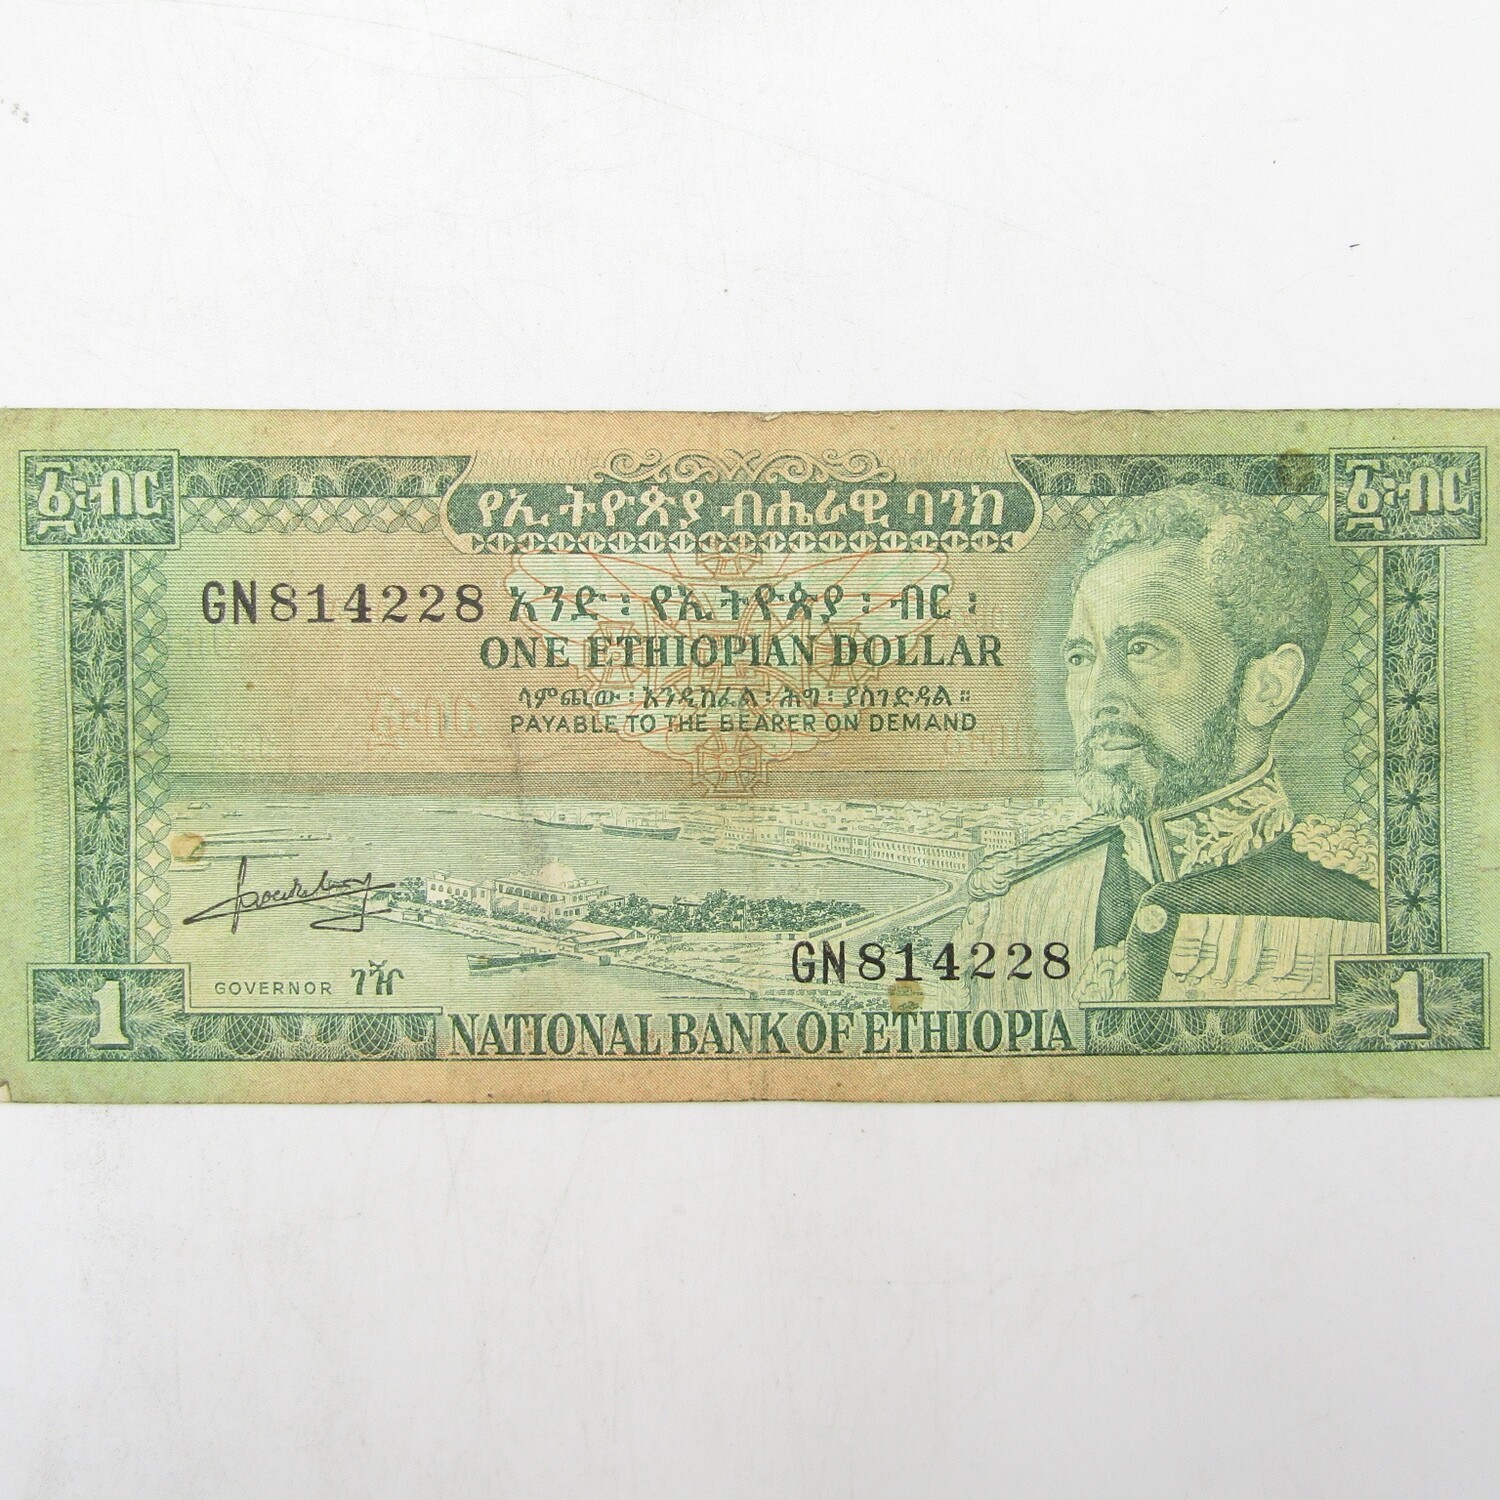 ፩፡ብር
የኢትዮጵያ ብሔራዊ ባንክ
፩፡ብር
GN814228
አንድ ፡ የኢትዮጵያ ፡ ብር ፡
ONE ETHIOPIAN DOLLAR
ላምጪው ፡ እንዲከፈል ፡ ሕግ ፡ ያስገድዳል ።
PAYABLE TO THE BEARER ON DEMAND
GN814228
GOVERNOR ገዥ
1
NATIONAL BANK OF ETHIOPIA
1